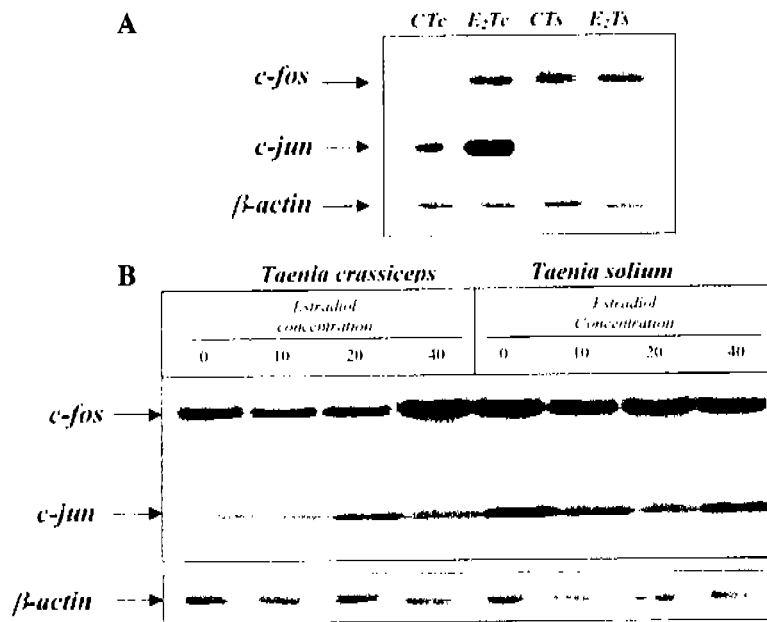 A
CTc E₂Tc CTs E₂Ts
c-fos
c-jun
β-actin
B
Taenia crassiceps Taenia solium
Estradiol concentration Estradiol Concentration
0 10 20 40 0 10 20 40
c-fos
c-jun
β-actin